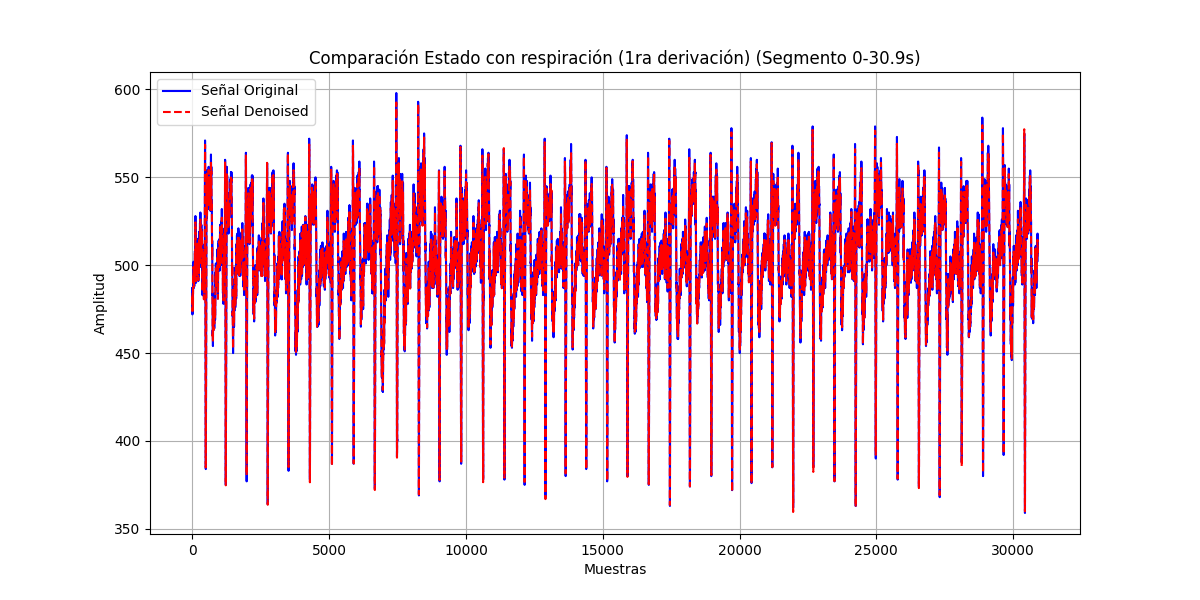 Comparación Estado con respiración (1ra derivación) (Segmento 0-30.9s)
Señal Original
Señal Denoised
600
550
500
450
400
350
Amplitud
0 5000 10000 15000 20000 25000 30000
Muestras